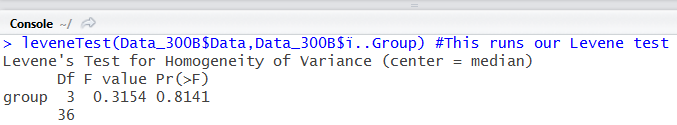 Console ~/
> leveneTest(Data_300B$Data,Data_300B$ï..Group) #This runs our Levene test
Levene's Test for Homogeneity of Variance (center = median)
Df F value Pr(>F)
group 3 0.3154 0.8141
36